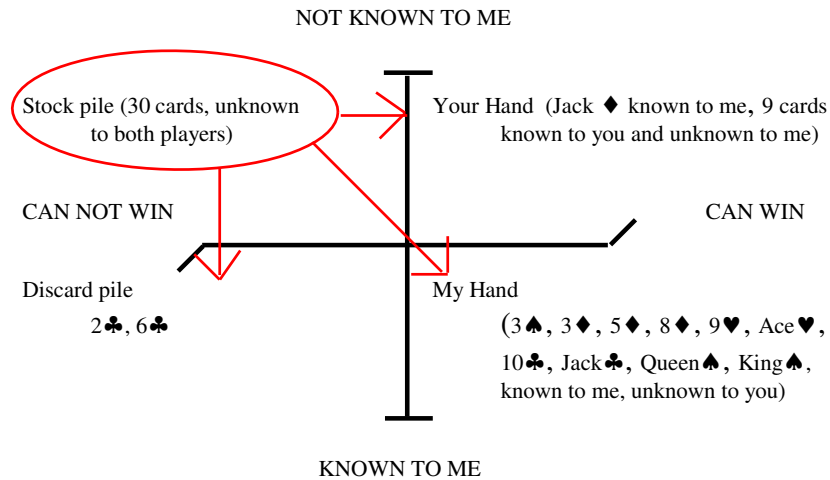 NOT KNOWN TO ME
Stock pile (30 cards, unknown
to both players)
Your Hand (Jack ♦ known to me, 9 cards
known to you and unknown to me)
CAN NOT WIN
CAN WIN
Discard pile
2♣, 6♣
My Hand
(3♠, 3♦, 5♦, 8♦, 9♥, Ace♥,
10♣, Jack♣, Queen♠, King♠,
known to me, unknown to you)
KNOWN TO ME